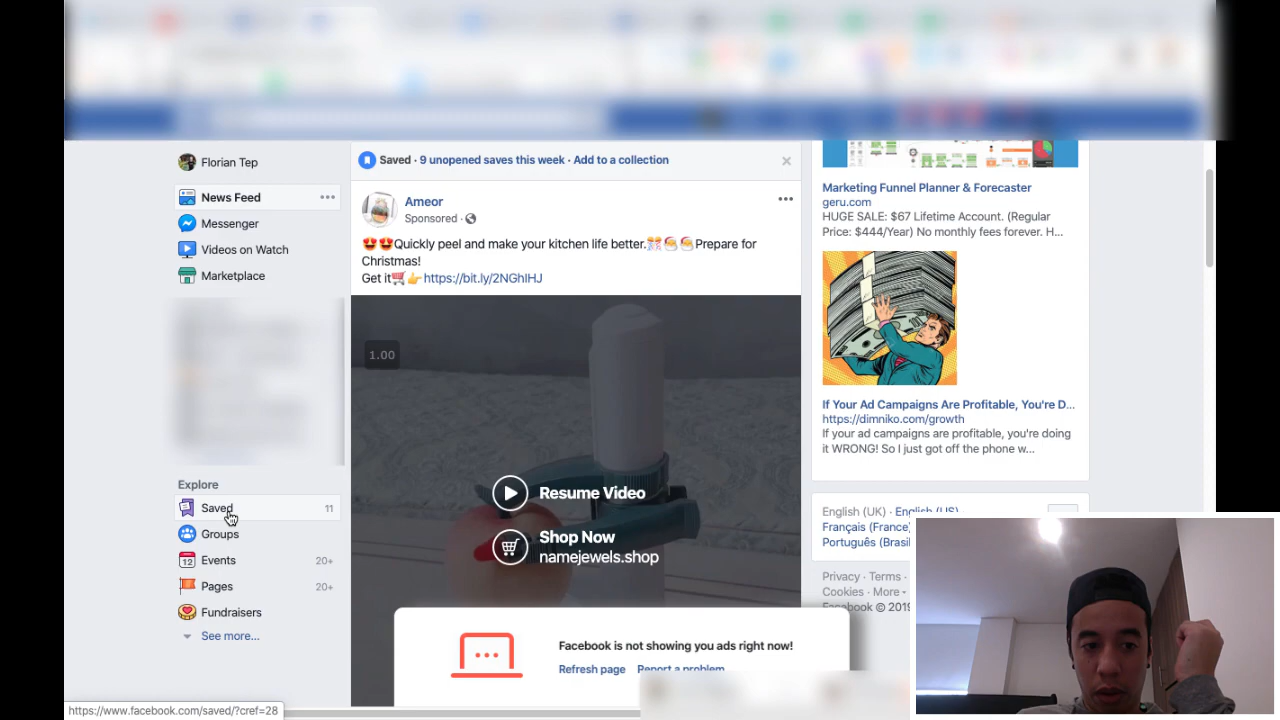 Florian Tep
News Feed
Messenger
Videos on Watch
Marketplace
Explore
Saved 11
Groups
12 Events 20+
Pages 20+
Fundraisers
See more...
https://www.facebook.com/saved/?cref=28
Saved · 9 unopened saves this week · Add to a collection
Ameor
Sponsored ·
Quickly peel and make your kitchen life better. Prepare for
Christmas!
Get it https://bit.ly/2NGhIHJ
1.00
Resume Video
Shop Now
namejewels.shop
Facebook is not showing you ads right now!
Refresh page Report a problem
Marketing Funnel Planner & Forecaster
geru.com
HUGE SALE: $67 Lifetime Account. (Regular
Price: $444/Year) No monthly fees forever. H...
If Your Ad Campaigns Are Profitable, You're D...
https://dimniko.com/growth
If your ad campaigns are profitable, you're doing
it WRONG! So I just got off the phone w...
English (UK) · English (US) ·
Français (France)
Português (Brasil
Privacy · Terms ·
Cookies · More
Facebook © 2019